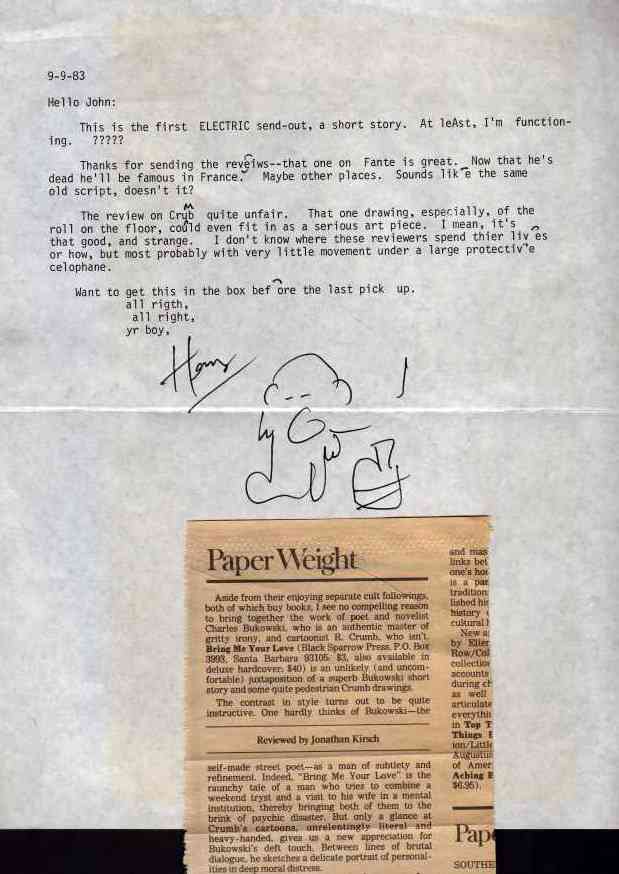 9-9-83
Hello John:
This is the first ELECTRIC send-out, a short story. At leAst, I'm function-
ing. ?????
Thanks for sending the reveiws--that one on Fante is great. Now that he's
dead he'll be famous in France. Maybe other places. Sounds lik e the same
old script, doesn't it?
The review on Crub quite unfair. That one drawing, especially, of the
M
roll on the floor, could even fit in as a serious art piece. I mean, it's
that good, and strange. I don't know where these reviewers spend thier liv es
or how, but most probably with very little movement under a large protectiv e
celophane.
Want to get this in the box bef ore the last pick up.
all rigth,
all right,
yr boy,
Paper Weight
Aside from their enjoying separate cult followings,
both of which buy books, I see no compelling reason
to bring together the work of poet and novelist
Charles Bukowski, who is an authentic master of
gritty irony, and cartoonist R. Crumb, who isn't.
Bring Me Your Love (Black Sparrow Press, P.O. Box
3993, Santa Barbara 93105: $3, also available in
deluxe hardcover: $40) is an unlikely (and uncom-
fortable) juxtaposition of a superb Bukowski short
story and some quite pedestrian Crumb drawings.
The contrast in style turns out to be quite
instructive. One hardly thinks of Bukowski—the
Reviewed by Jonathan Kirsch
self-made street poet—as a man of subtlety and
refinement. Indeed, "Bring Me Your Love" is the
raunchy tale of a man who tries to combine a
weekend tryst and a visit to his wife in a mental
institution, thereby bringing both of them to the
brink of psychic disaster. But only a glance at
Crumb's cartoons, unrelentingly literal and
heavy-handed, gives us a new appreciation for
Bukowski's deft touch. Between lines of brutal
dialogue, he sketches a delicate portrait of personal-
ities in deep moral distress.
and mas
links bet
one's hou
is a par
tradition
lished his
history
cultural
New a
by Eller
Row/Col
collectio
accounts
during ch
as well
articulate
everythi
in Top T
Things
ion/Littl
Augustus
of Amer
Aching
$6.95).
Pap
SOUTHE